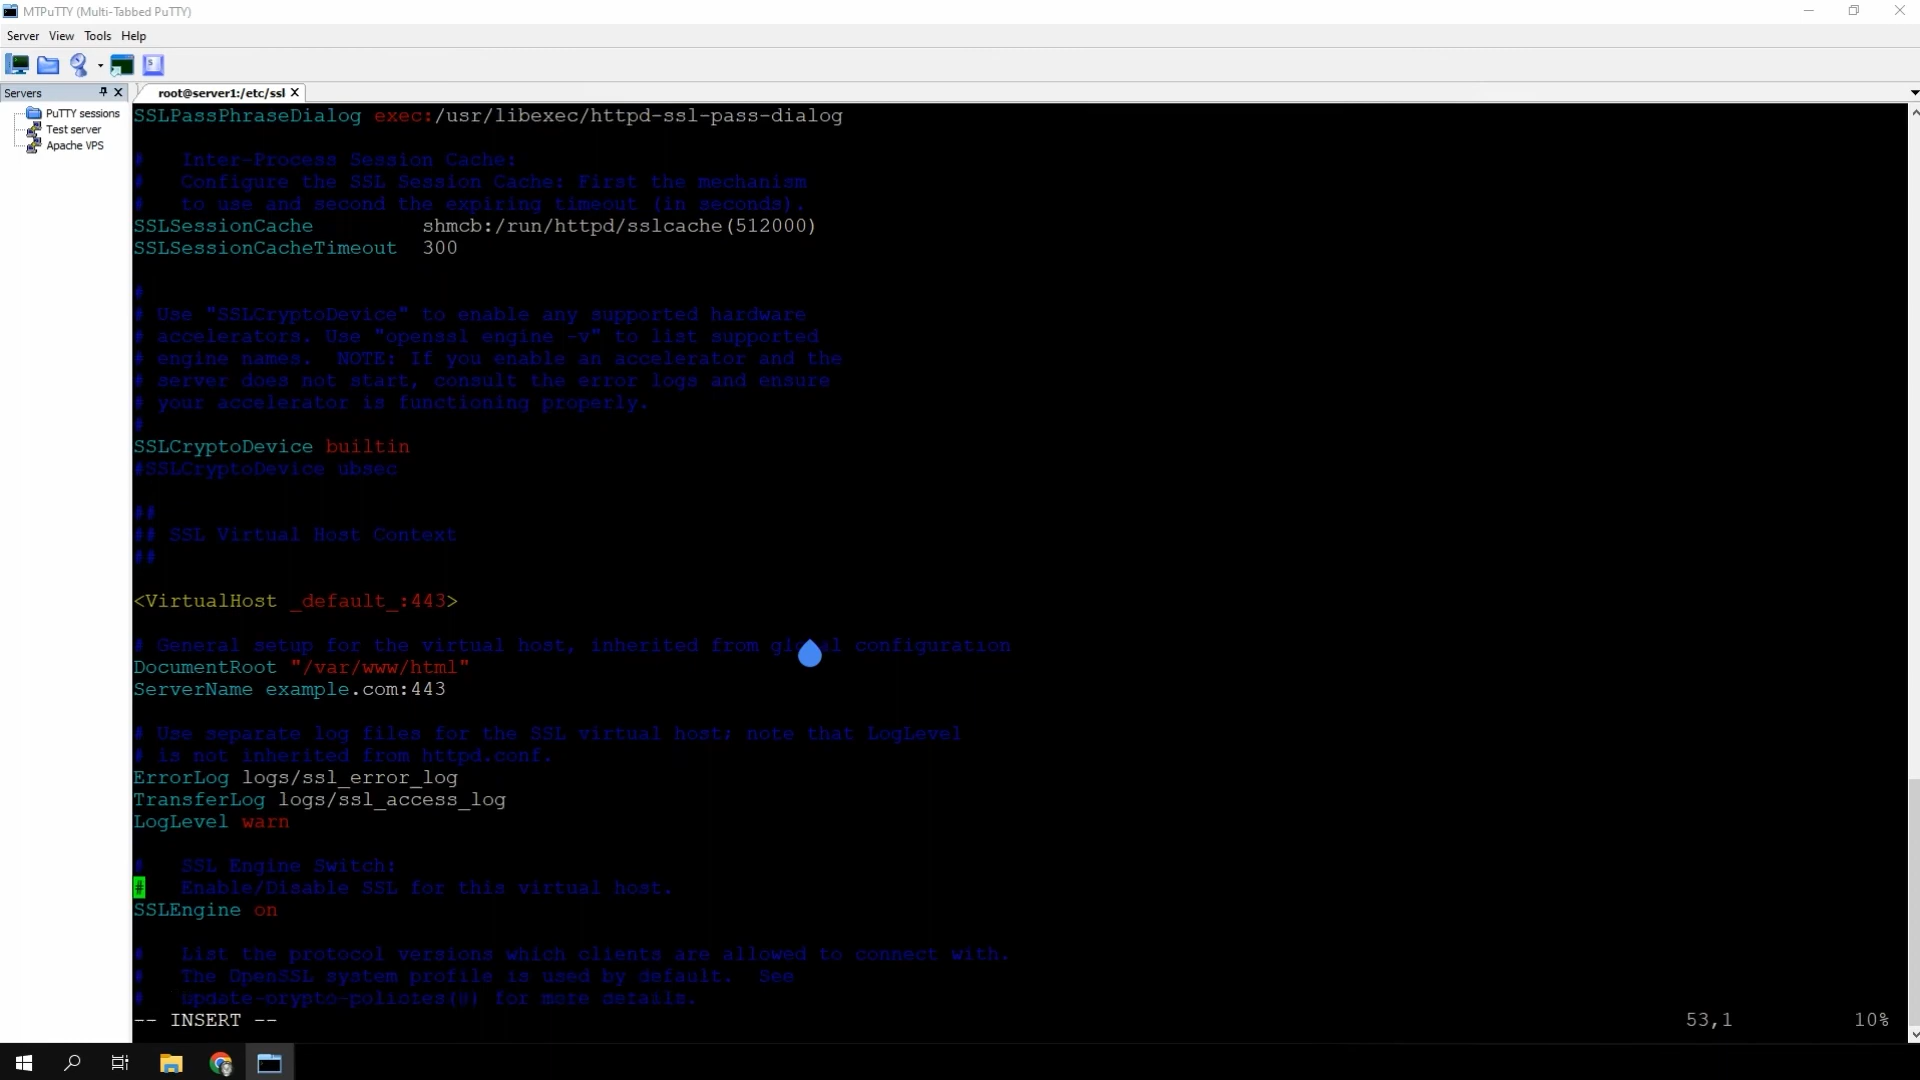 MTPuTTY (Multi-Tabbed PuTTY)
Server View Tools Help
Servers
PuTTY sessions
Test server
Apache VPS
root@server1:/etc/ssl
SSLPassPhraseDialog exec:/usr/libexec/httpd-ssl-pass-dialog
#   Inter-Process Session Cache:
#   Configure the SSL Session Cache: First the mechanism
#   to use and second the expiring timeout (in seconds).
SSLSessionCache         shmcb:/run/httpd/sslcache(512000)
SSLSessionCacheTimeout  300
#
# Use "SSLCryptoDevice" to enable any supported hardware
# accelerators. Use "openssl engine -v" to list supported
# engine names.  NOTE: If you enable an accelerator and the
# server does not start, consult the error logs and ensure
# your accelerator is functioning properly.
#
SSLCryptoDevice builtin
#SSLCryptoDevice ubsec
##
## SSL Virtual Host Context
##
<VirtualHost _default_:443>
# General setup for the virtual host, inherited from global configuration
DocumentRoot "/var/www/html"
ServerName example.com:443
# Use separate log files for the SSL virtual host; note that LogLevel
# is not inherited from httpd.conf.
ErrorLog logs/ssl_error_log
TransferLog logs/ssl_access_log
LogLevel warn
#   SSL Engine Switch:
#   Enable/Disable SSL for this virtual host.
SSLEngine on
#   List the protocol versions which clients are allowed to connect with.
#   The OpenSSL system profile is used by default.  See
#   update-crypto-policies(8) for more details.
-- INSERT --
53,1
10%